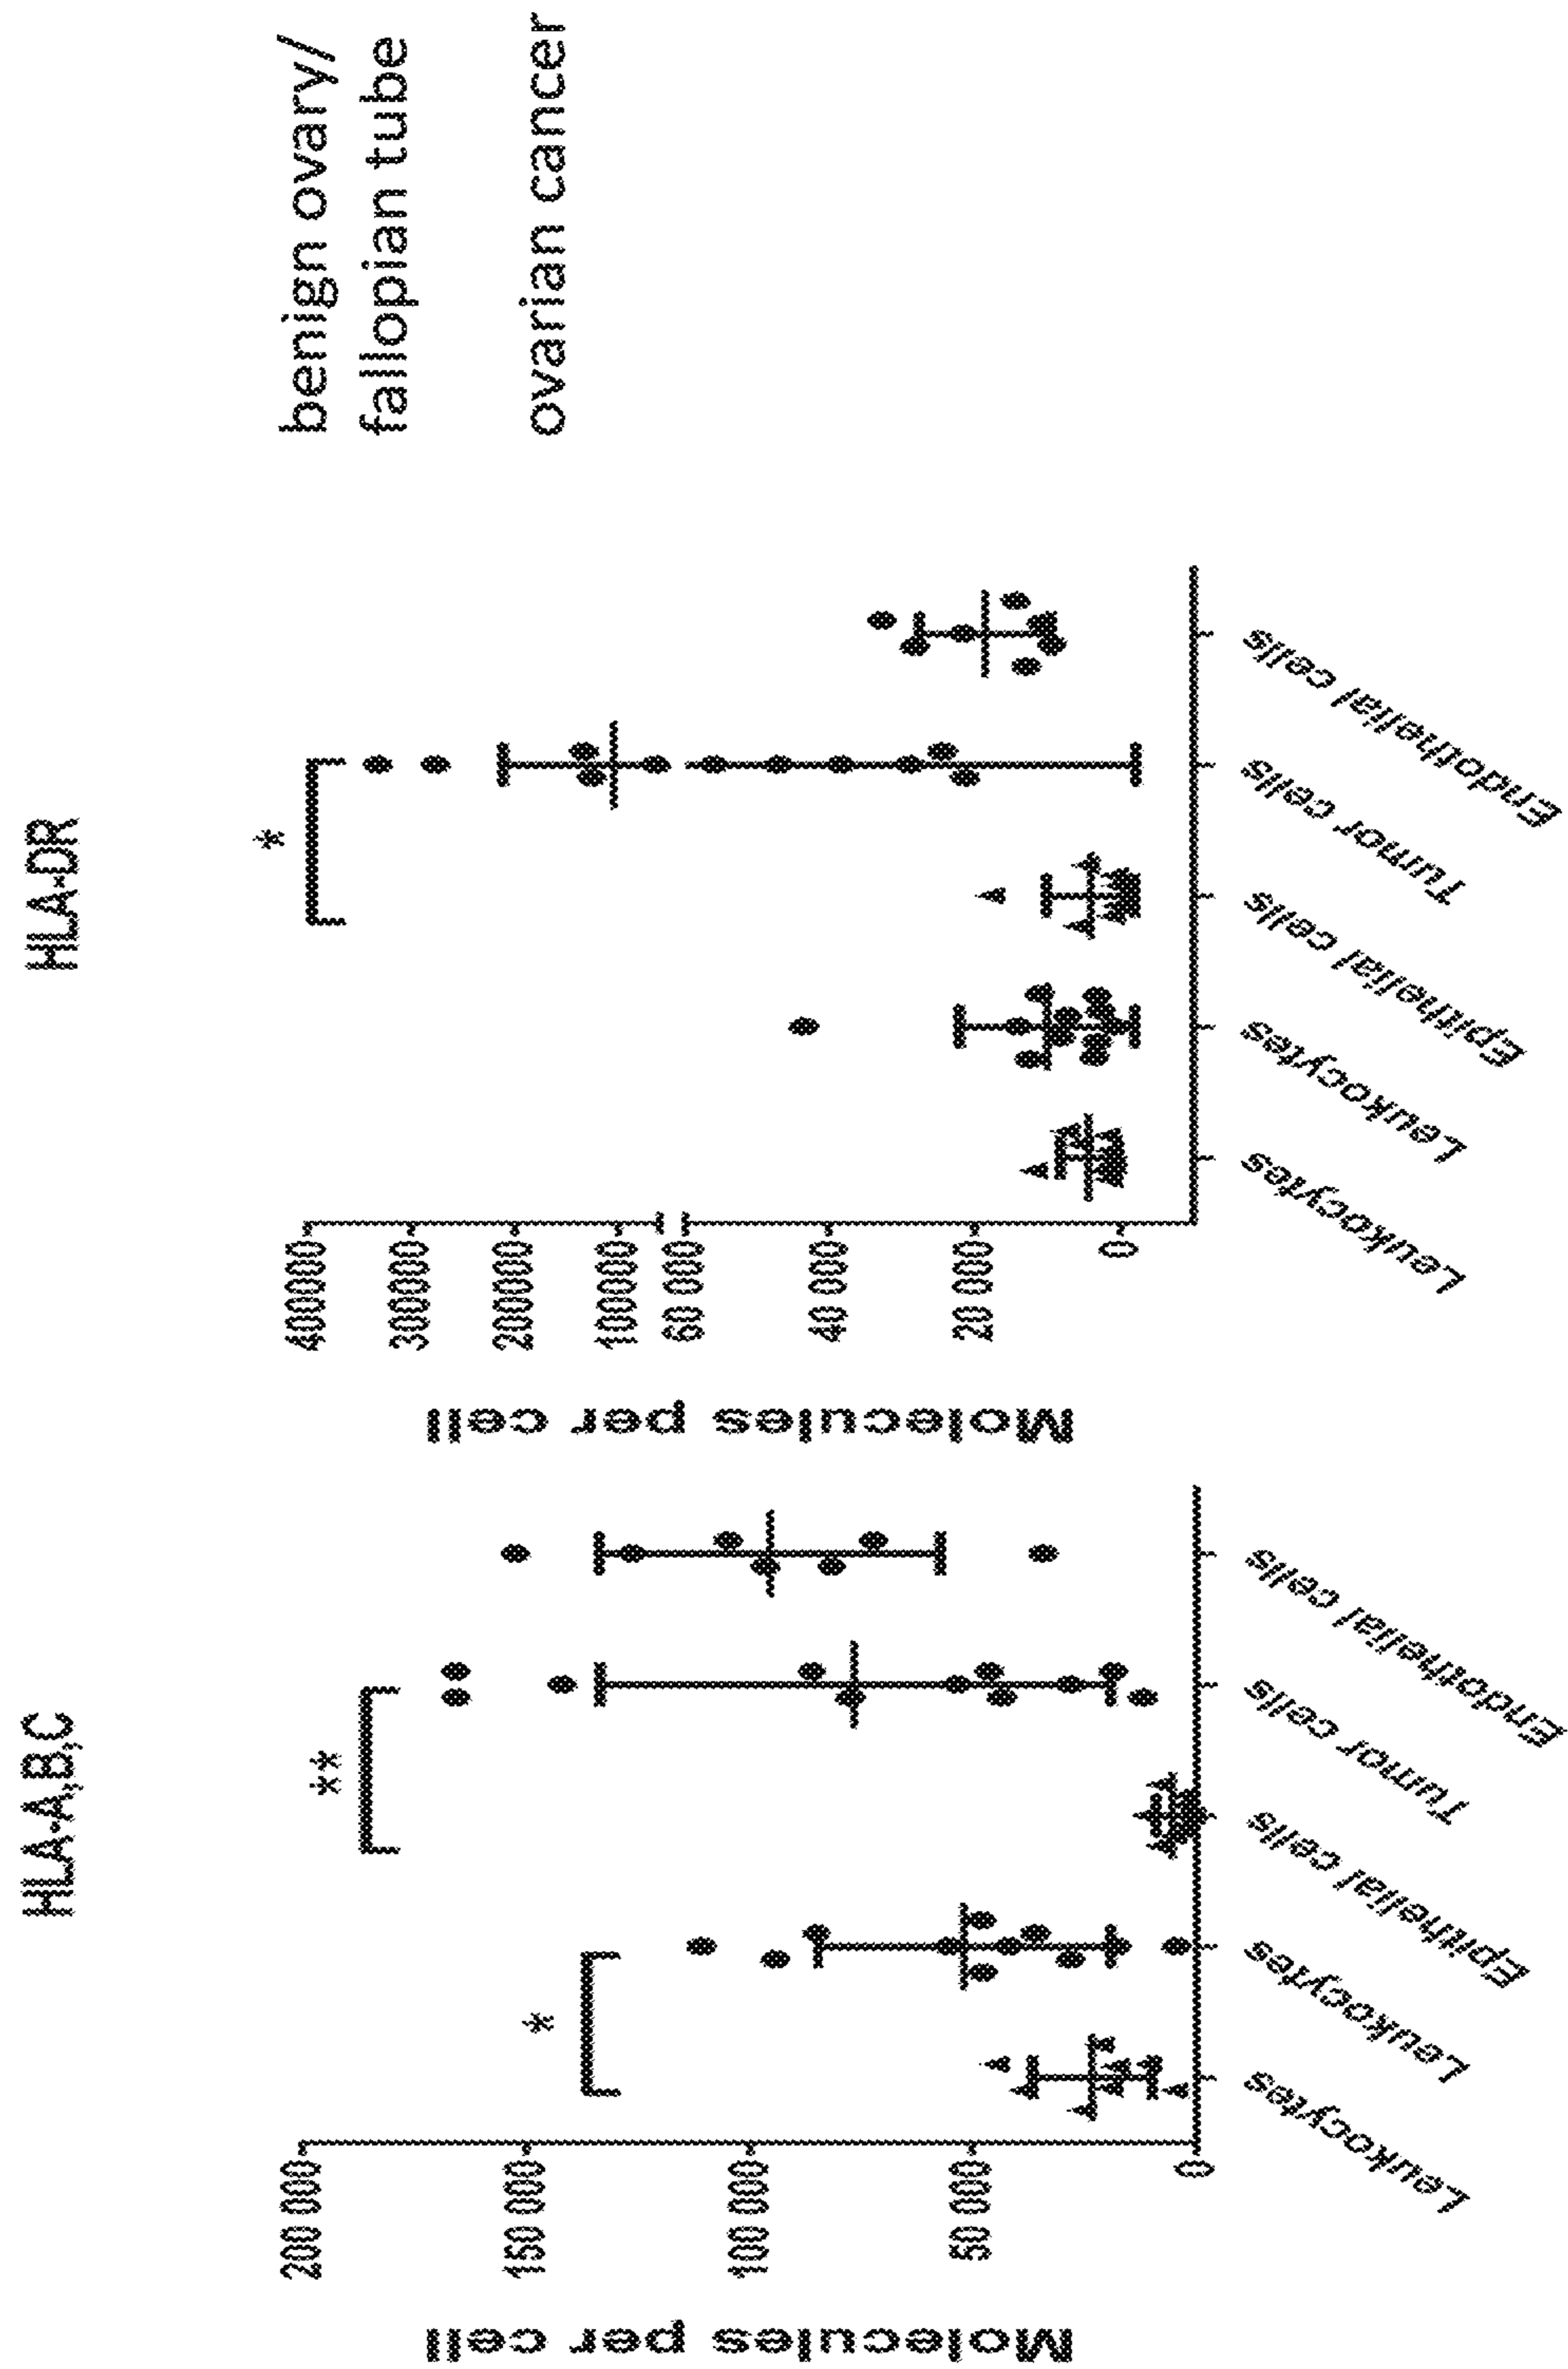 HLA-A,B,C
**
*
Molecules per cell
200 000
150 000
100 000
50 000
0
Leukocytes
Leukocytes
Epithelial cells
Tumor cells
Endothelial cells
HLA-DR
*
Molecules per cell
400000
300000
200000
100000
60 000
40 000
20 000
0
Leukocytes
Leukocytes
Epithelial cells
Tumor cells
Endothelial cells
benign ovary/
fallopian tube
ovarian cancer